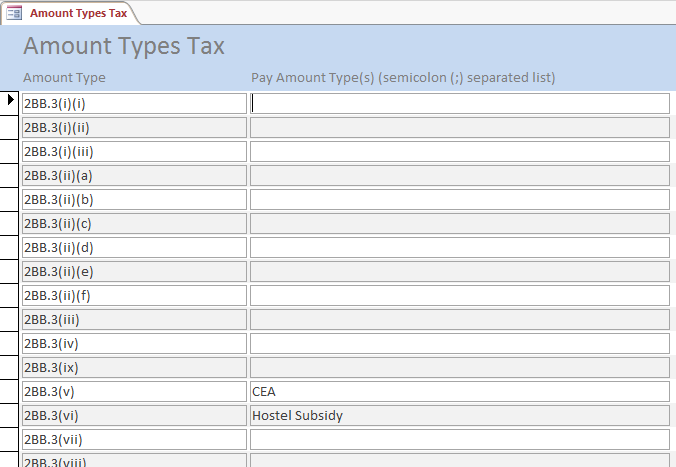 Amount Types Tax
Amount Types Tax
Amount Type Pay Amount Type(s) (semicolon (;) separated list)
2BB.3(i)(i)
2BB.3(i)(ii)
2BB.3(i)(iii)
2BB.3(ii)(a)
2BB.3(ii)(b)
2BB.3(ii)(c)
2BB.3(ii)(d)
2BB.3(ii)(e)
2BB.3(ii)(f)
2BB.3(iii)
2BB.3(iv)
2BB.3(ix)
2BB.3(v) CEA
2BB.3(vi) Hostel Subsidy
2BB.3(vii)
2BB.3(viii)